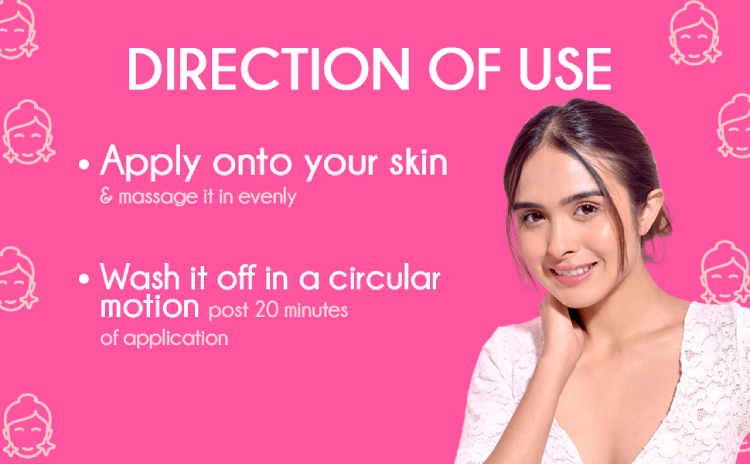 DIRECTION OF USE
• Apply onto your skin
& massage it in evenly
• Wash it off in a circular
motion post 20 minutes
of application